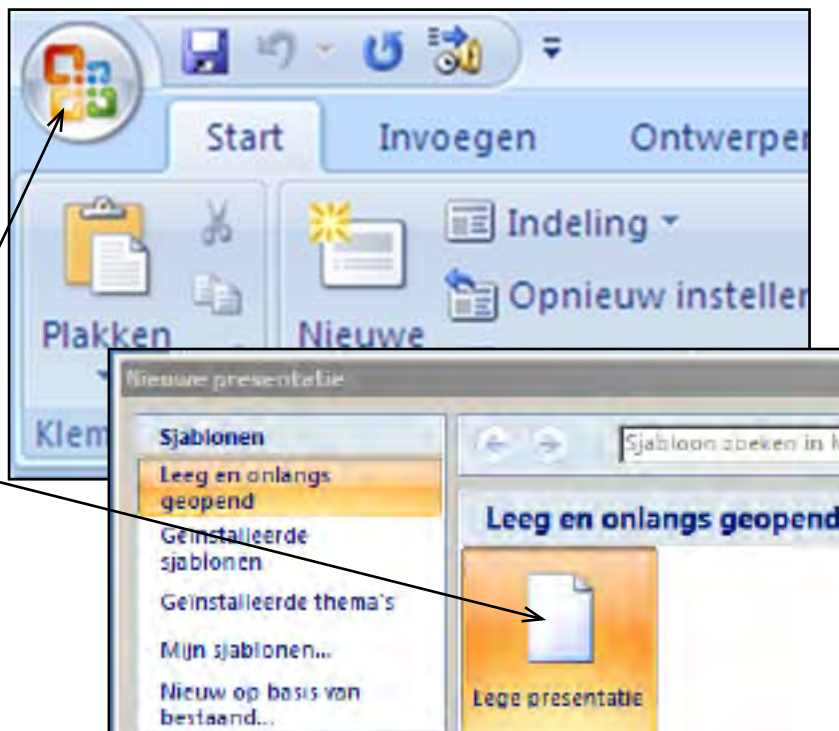 Start Invoegen Ontwerper
Indeling
Opnieuw instellen
Plakken Nieuwe
Klem
Nieuwe presentatie
Sjablonen
Sjabloon zoeken in M
Leeg en onlangs
geopend
Leeg en onlangs geopend
Geïnstalleerde
sjablonen
Geïnstalleerde thema's
Mijn sjablonen...
Nieuw op basis van
bestaand...
Lege presentatie